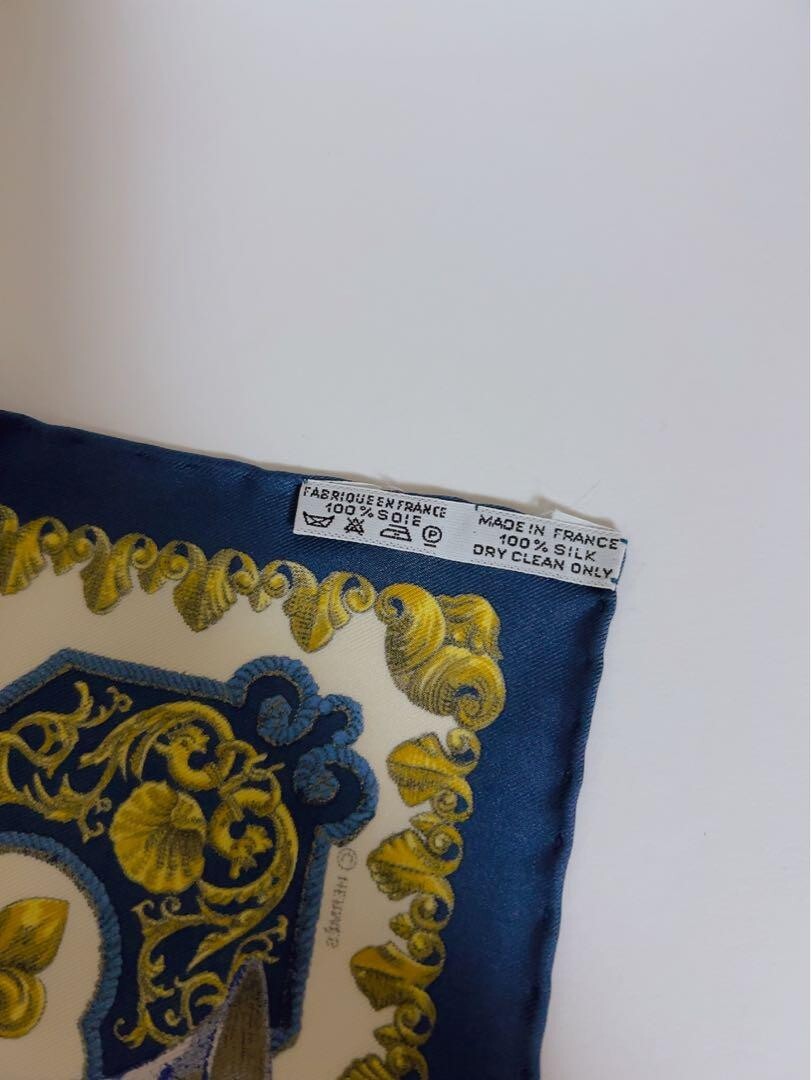 FABRIQUE EN FRANCE
100% SOIE
MADE IN FRANCE
100% SILK
DRY CLEAN ONLY
P
© HERMÈS